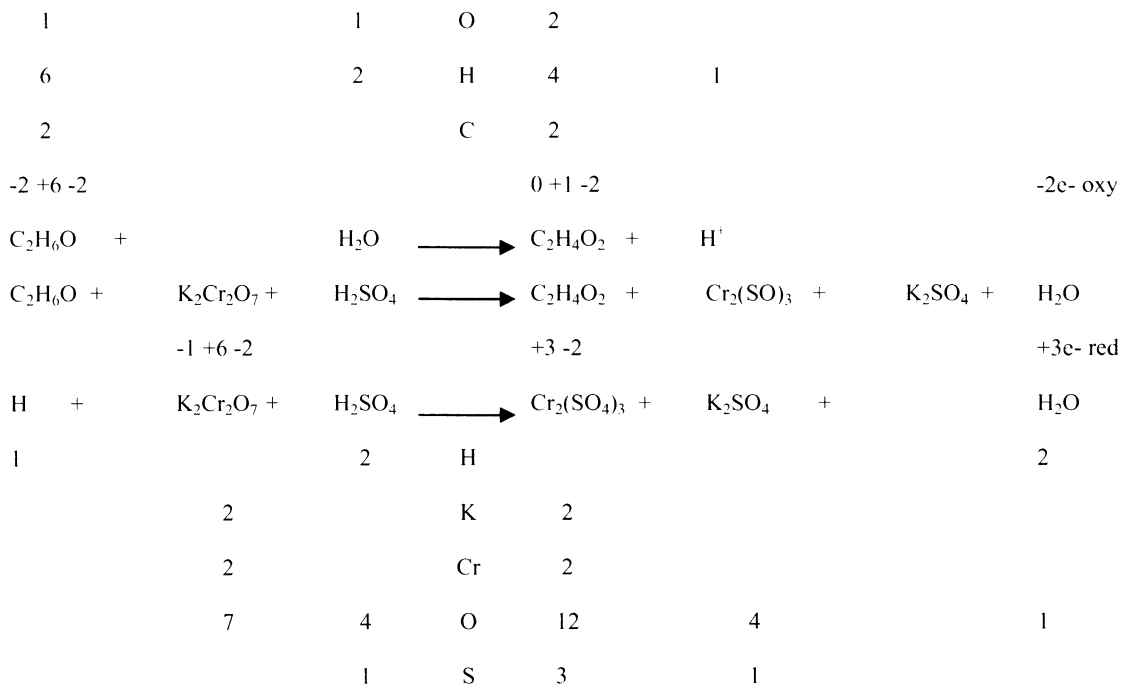 1 1 O 2
6 2 H 4 1
2 C 2
-2 +6 -2 0 +1 -2 -2e- oxy
C₂H₆O + H₂O ⟶ C₂H₄O₂ + H⁺
C₂H₆O + K₂Cr₂O₇ + H₂SO₄ ⟶ C₂H₄O₂ + Cr₂(SO)₃ + K₂SO₄ + H₂O
-1 +6 -2 +3 -2 +3e- red
H + K₂Cr₂O₇ + H₂SO₄ ⟶ Cr₂(SO₄)₃ + K₂SO₄ + H₂O
1 2 H 2
2 K 2
2 Cr 2
7 4 O 12 4 1
1 S 3 1